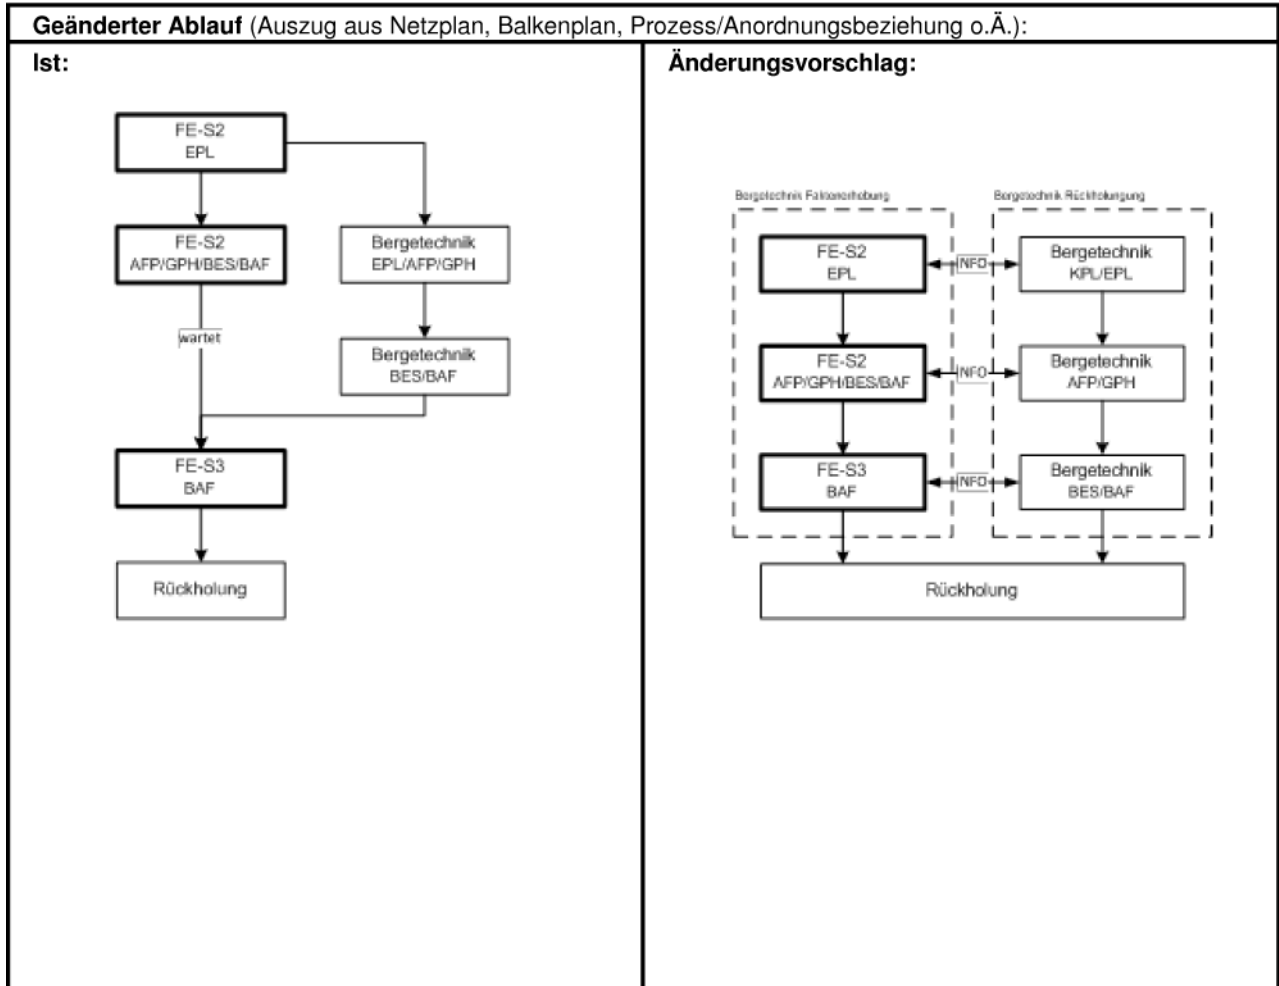 Geänderter Ablauf (Auszug aus Netzplan, Balkenplan, Prozess/Anordnungsbeziehung o.Ä.):
Ist:
FE-S2
EPL
FE-S2
AFP/GPH/BES/BAF
Bergetechnik
EPL/AFP/GPH
wartet
Bergetechnik
BES/BAF
FE-S3
BAF
Rückholung
Änderungsvorschlag:
Bergetechnik Faktenerhebung
Bergetechnik Rückholungung
FE-S2
EPL
INFO
Bergetechnik
KPL/EPL
FE-S2
AFP/GPH/BES/BAF
INFO
Bergetechnik
AFP/GPH
FE-S3
BAF
INFO
Bergetechnik
BES/BAF
Rückholung